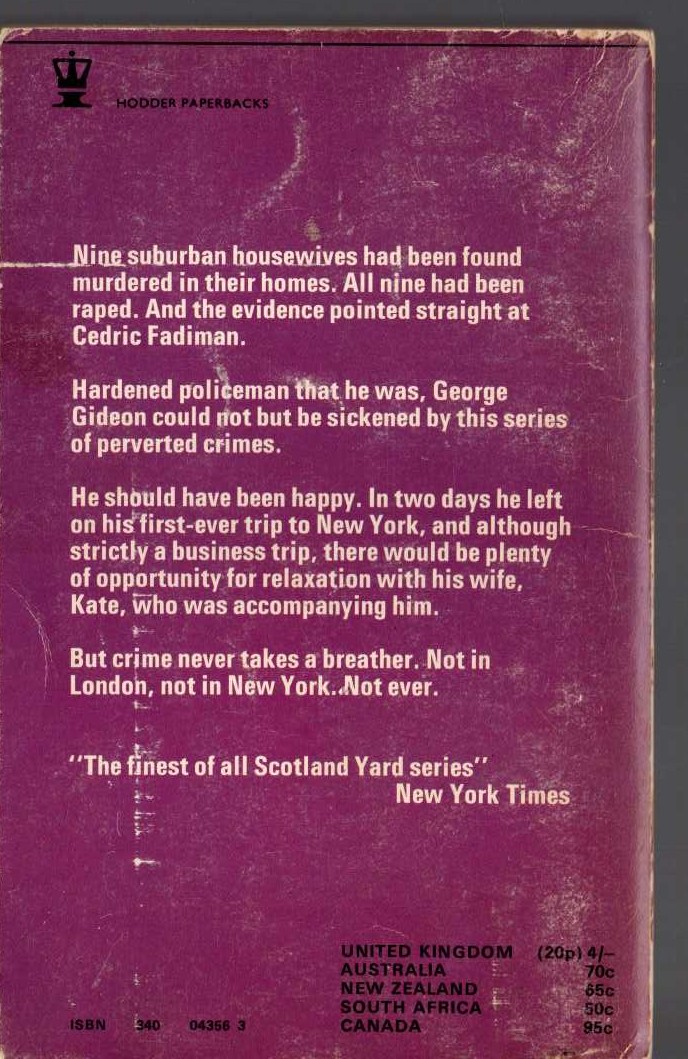 HODDER PAPERBACKS
Nine suburban housewives had been found
murdered in their homes. All nine had been
raped. And the evidence pointed straight at
Cedric Fadiman.
Hardened policeman that he was, George
Gideon could not but be sickened by this series
of perverted crimes.
He should have been happy. In two days he left
on his first-ever trip to New York, and although
strictly a business trip, there would be plenty
of opportunity for relaxation with his wife,
Kate, who was accompanying him.
But crime never takes a breather. Not in
London, not in New York. Not ever.
"The finest of all Scotland Yard series"
New York Times
UNITED KINGDOM (20p) 4/–
AUSTRALIA 70c
NEW ZEALAND 65c
SOUTH AFRICA 50c
CANADA 95c
ISBN 340 04366 3